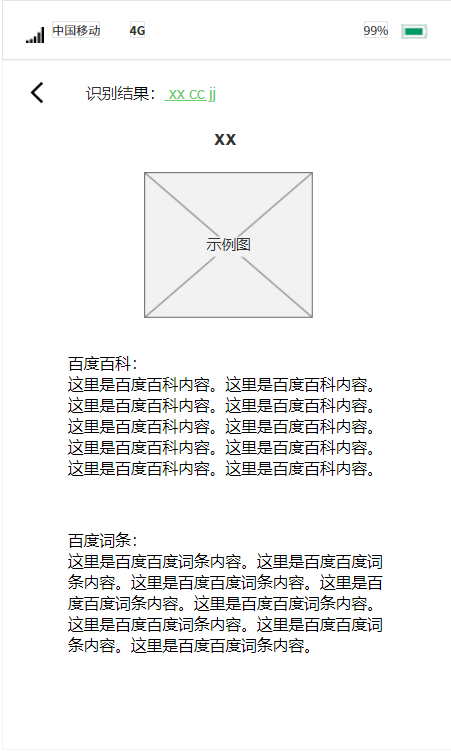 中国移动 4G 99%
识别结果： xx cc jj
xx
示例图
百度百科：
这里是百度百科内容。这里是百度百科内容。
这里是百度百科内容。这里是百度百科内容。
这里是百度百科内容。这里是百度百科内容。
这里是百度百科内容。这里是百度百科内容。
这里是百度百科内容。这里是百度百科内容。
百度词条：
这里是百度百度词条内容。这里是百度百度词
条内容。这里是百度百度词条内容。这里是百
度百度词条内容。这里是百度百度词条内容。
这里是百度百度词条内容。这里是百度百度词
条内容。这里是百度百度词条内容。